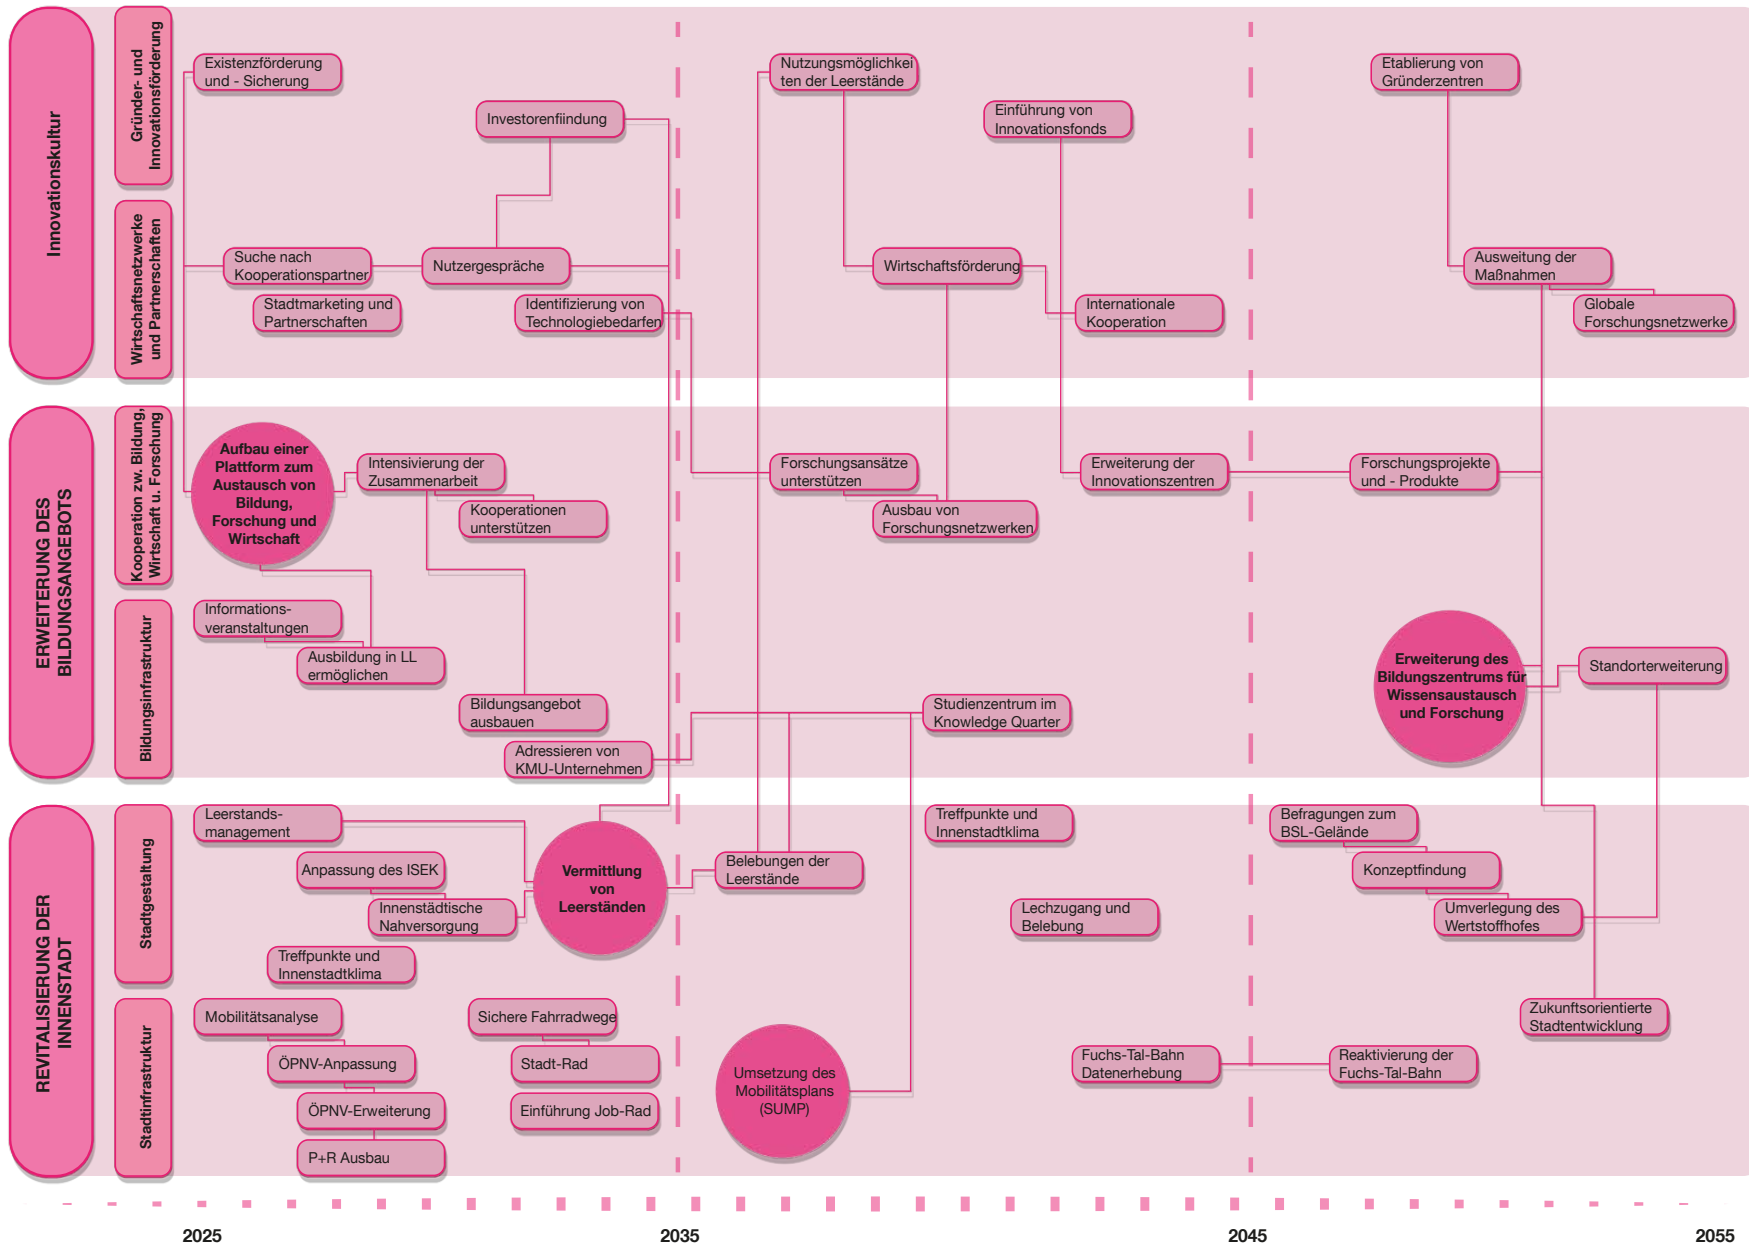 Innovationskultur
Gründer- und
Innovationsförderung
Existenzförderung
und - Sicherung
Investorenfiindung
Nutzungsmöglichkei
ten der Leerstände
Einführung von
Innovationsfonds
Etablierung von
Gründerzentren
Wirtschaftsnetzwerke
und Partnerschaften
Suche nach
Kooperationspartner
Stadtmarketing und
Partnerschaften
Nutzergespräche
Identifizierung von
Technologiebedarfen
Wirtschaftsförderung
Internationale
Kooperation
Ausweitung der
Maßnahmen
Globale
Forschungsnetzwerke
ERWEITERUNG DES
BILDUNGSANGEBOTS
Kooperation zw. Bildung,
Wirtschaft u. Forschung
Aufbau einer
Plattform zum
Austausch von
Bildung,
Forschung und
Wirtschaft
Intensivierung der
Zusammenarbeit
Kooperationen
unterstützen
Forschungsansätze
unterstützen
Ausbau von
Forschungsnetzwerken
Erweiterung der
Innovationszentren
Forschungsprojekte
und - Produkte
Bildungsinfrastruktur
Informations-
veranstaltungen
Ausbildung in LL
ermöglichen
Bildungsangebot
ausbauen
Adressieren von
KMU-Unternehmen
Studienzentrum im
Knowledge Quarter
Erweiterung des
Bildungszentrums für
Wissensaustausch
und Forschung
Standorterweiterung
REVITALISIERUNG DER
INNENSTADT
Stadtgestaltung
Leerstands-
management
Anpassung des ISEK
Innenstädtische
Nahversorgung
Treffpunkte und
Innenstadtklima
Vermittlung
von
Leerständen
Belebungen der
Leerstände
Treffpunkte und
Innenstadtklima
Lechzugang und
Belebung
Befragungen zum
BSL-Gelände
Konzeptfindung
Umverlegung des
Wertstoffhofes
Stadtinfrastruktur
Mobilitätsanalyse
ÖPNV-Anpassung
ÖPNV-Erweiterung
P+R Ausbau
Sichere Fahrradwege
Stadt-Rad
Einführung Job-Rad
Umsetzung des
Mobilitätsplans
(SUMP)
Fuchs-Tal-Bahn
Datenerhebung
Reaktivierung der
Fuchs-Tal-Bahn
Zukunftsorientierte
Stadtentwicklung
2025
2035
2045
2055